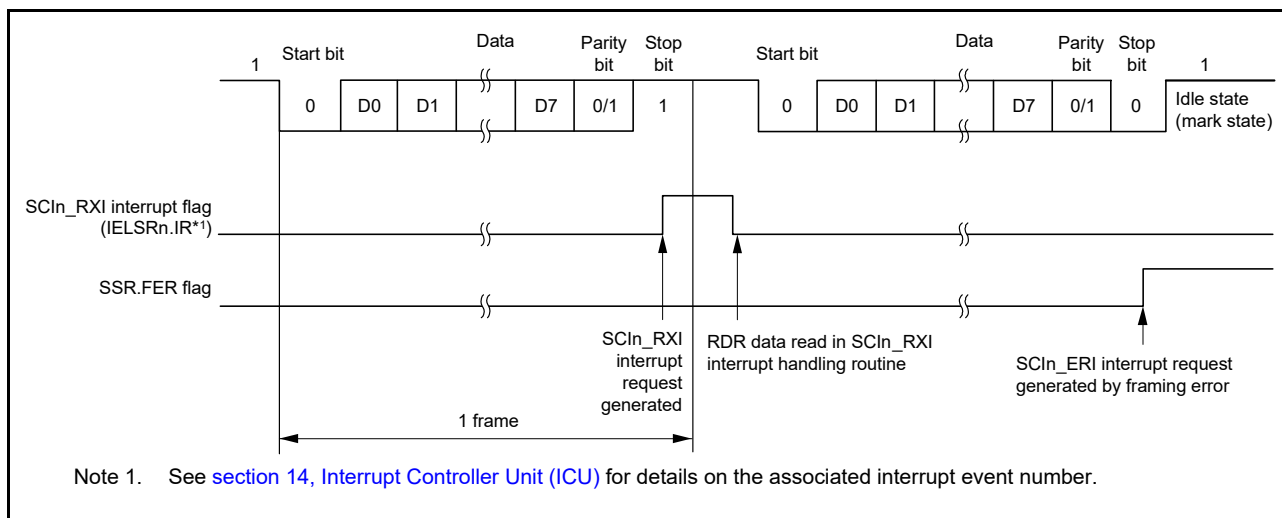 Start bit Data Parity bit Stop bit Start bit Data Parity bit Stop bit
1 0 D0 D1 D7 0/1 1 0 D0 D1 D7 0/1 0 1
Idle state
(mark state)
SCIn_RXI interrupt flag
(IELSRn.IR*1)
SSR.FER flag
SCIn_RXI
interrupt
request
generated
RDR data read in SCIn_RXI
interrupt handling routine
SCIn_ERI interrupt request
generated by framing error
1 frame
Note 1. See section 14, Interrupt Controller Unit (ICU) for details on the associated interrupt event number.